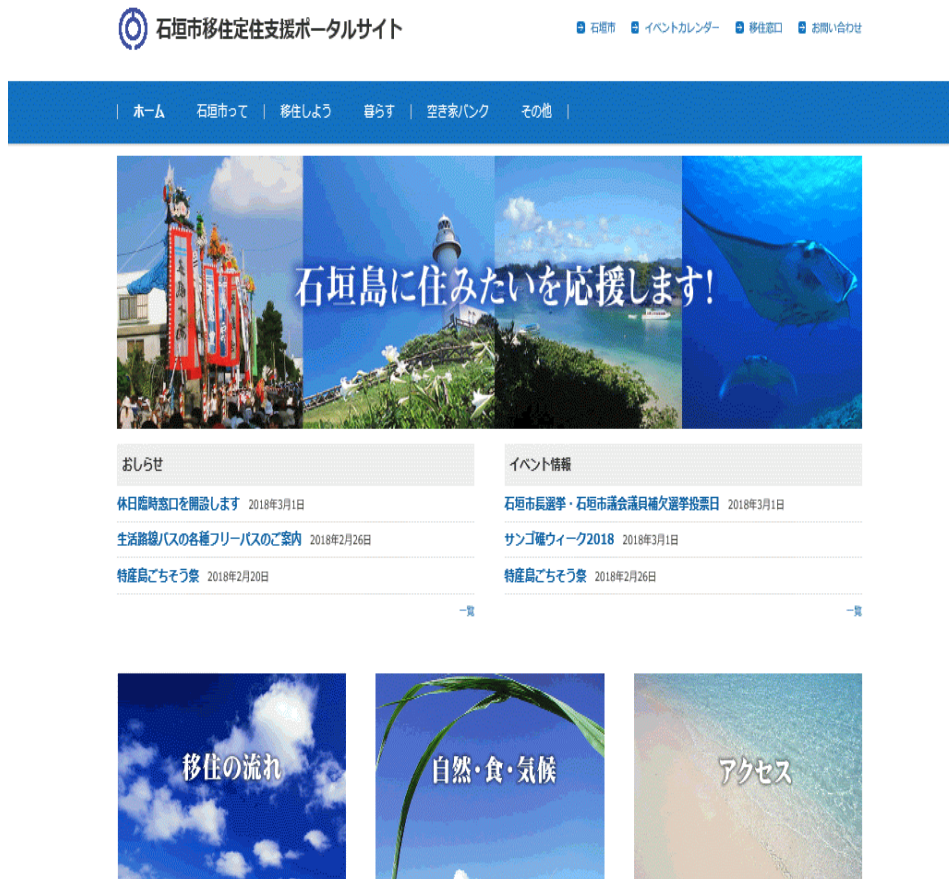 石垣市移住定住支援ポータルサイト
石垣市 イベントカレンダー 移住窓口 お問い合わせ
ホーム 石垣市って 移住しよう 暮らす 空き家バンク その他
石垣島に住みたいを応援します!
おしらせ
休日臨時窓口を開設します 2018年3月1日
生活路線バスの各種フリーパスのご案内 2018年2月26日
特産島ごちそう祭 2018年2月20日
一覧
イベント情報
石垣市長選挙・石垣市議会議員補欠選挙投票日 2018年3月1日
サンゴ礁ウィーク2018 2018年3月1日
特産島ごちそう祭 2018年2月26日
一覧
移住の流れ
自然・食・気候
アクセス